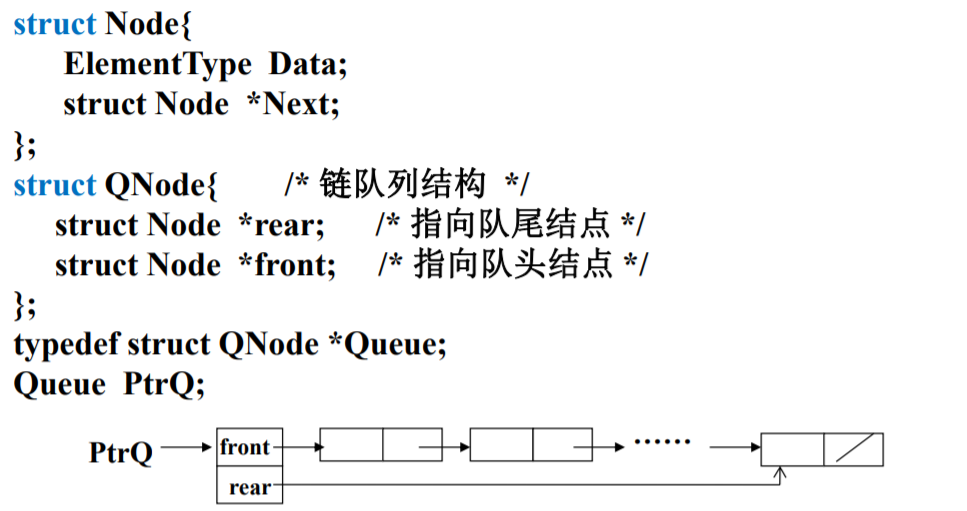 struct Node{
ElementType Data;
struct Node *Next;
};
struct QNode{ /* 链队列结构 */
struct Node *rear; /* 指向队尾结点 */
struct Node *front; /* 指向队头结点 */
};
typedef struct QNode *Queue;
Queue PtrQ;
PtrQ front ......
rear